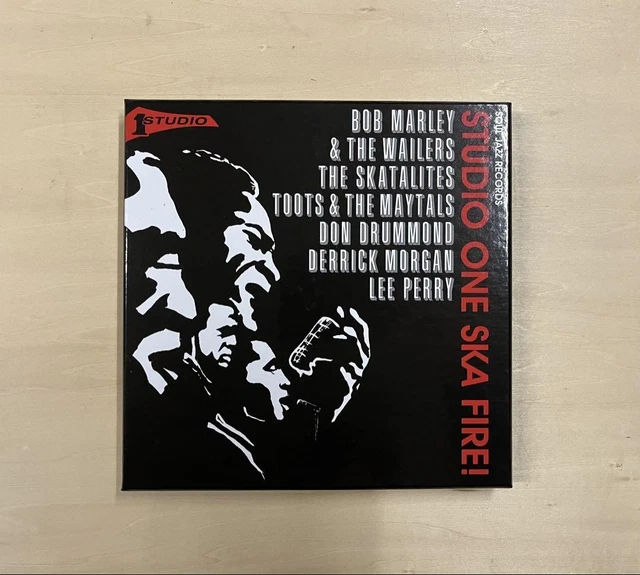 1 STUDIO
BOB MARLEY
& THE WAILERS
THE SKATALITES
TOOTS & THE MAYTALS
DON DRUMMOND
DERRICK MORGAN
LEE PERRY
STUDIO ONE SKA FIRE!
SOUL JAZZ RECORDS